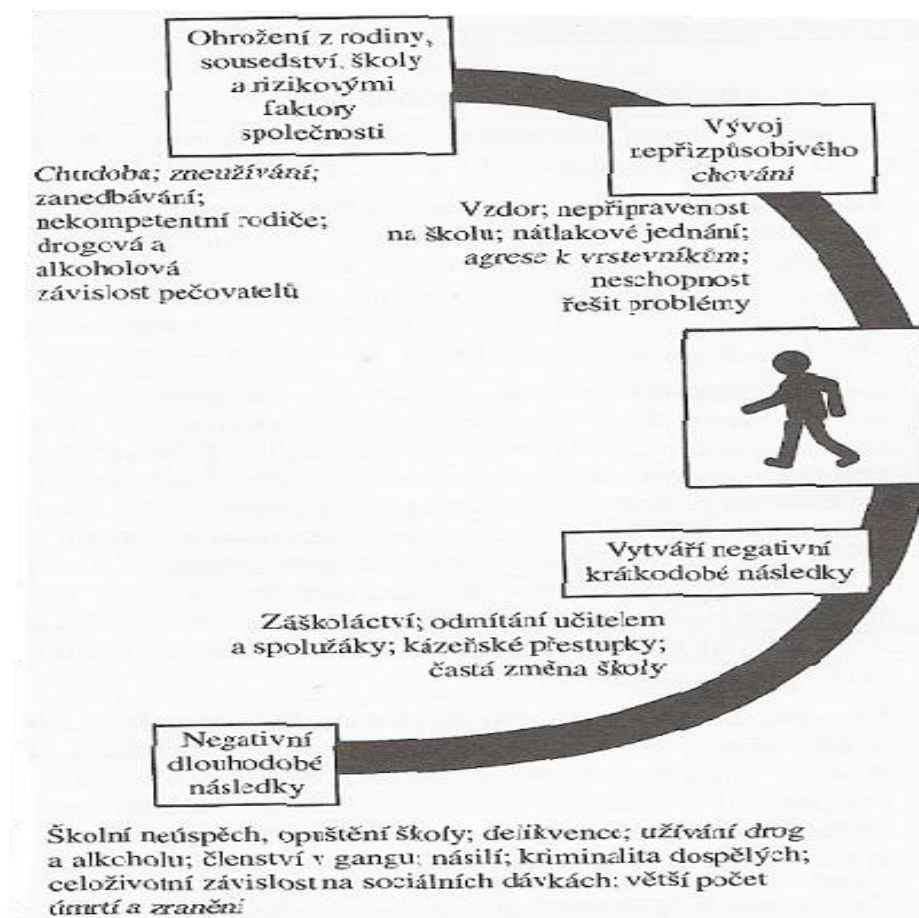 Ohrožení z rodiny,
sousedství, školy
a rizikovými
faktory
společnosti
Chudoba; zneužívání;
zanedbávání;
nekompetentní rodiče;
drogová a
alkoholová
závislost pečovatelů
Vývoj
nepřizpůsobivého
chování
Vzdor; nepřipravenost
na školu; nátlakové jednání;
agrese k vrstevníkům;
neschopnost
řešit problémy
Vytváří negativní
krátkodobé následky
Záškoláctví; odmítání učitelem
a spolužáky; kázeňské přestupky;
častá změna školy
Negativní
dlouhodobé
následky
Školní neúspěch, opuštění školy; delikvence; užívání drog
a alkoholu; členství v gangu; násilí; kriminalita dospělých;
celoživotní závislost na sociálních dávkách; větší počet
úmrtí a zranění